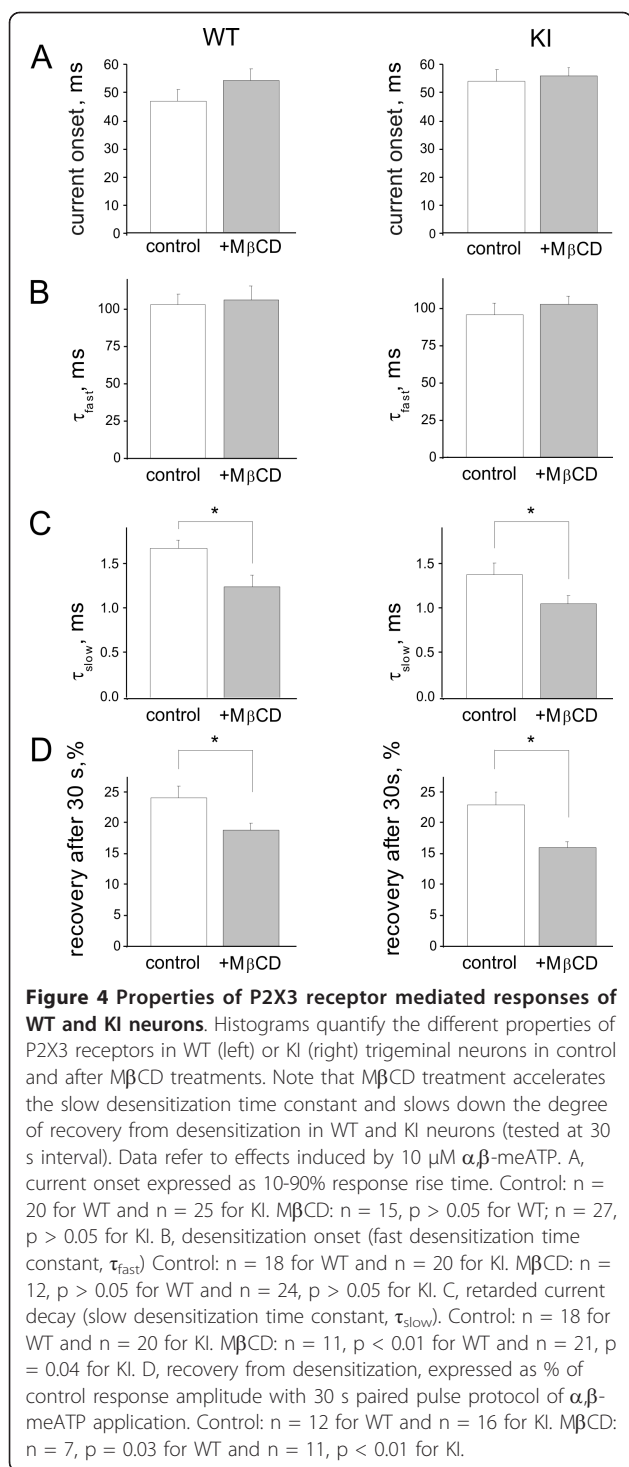 WT KI
A
current onset, ms
60
50
40
30
20
10
0
control +MβCD
current onset, ms
60
50
40
30
20
10
0
control +MβCD
B
τfast, ms
100
75
50
25
0
control +MβCD
τfast, ms
100
75
50
25
0
control +MβCD
C
*
τslow, ms
1.5
1.0
0.5
0.0
control +MβCD
*
τslow, ms
1.5
1.0
0.5
0.0
control +MβCD
D
*
recovery after 30 s, %
25
20
15
10
5
0
control +MβCD
*
recovery after 30s, %
25
20
15
10
5
0
control +MβCD
Figure 4 Properties of P2X3 receptor mediated responses of
WT and KI neurons. Histograms quantify the different properties of
P2X3 receptors in WT (left) or KI (right) trigeminal neurons in control
and after MβCD treatments. Note that MβCD treatment accelerates
the slow desensitization time constant and slows down the degree
of recovery from desensitization in WT and KI neurons (tested at 30
s interval). Data refer to effects induced by 10 μM α,β-meATP. A,
current onset expressed as 10-90% response rise time. Control: n =
20 for WT and n = 25 for KI. MβCD: n = 15, p > 0.05 for WT; n = 27,
p > 0.05 for KI. B, desensitization onset (fast desensitization time
constant, τfast) Control: n = 18 for WT and n = 20 for KI. MβCD: n =
12, p > 0.05 for WT and n = 24, p > 0.05 for KI. C, retarded current
decay (slow desensitization time constant, τslow). Control: n = 18 for
WT and n = 20 for KI. MβCD: n = 11, p < 0.01 for WT and n = 21, p
= 0.04 for KI. D, recovery from desensitization, expressed as % of
control response amplitude with 30 s paired pulse protocol of α,β-
meATP application. Control: n = 12 for WT and n = 16 for KI. MβCD:
n = 7, p = 0.03 for WT and n = 11, p < 0.01 for KI.